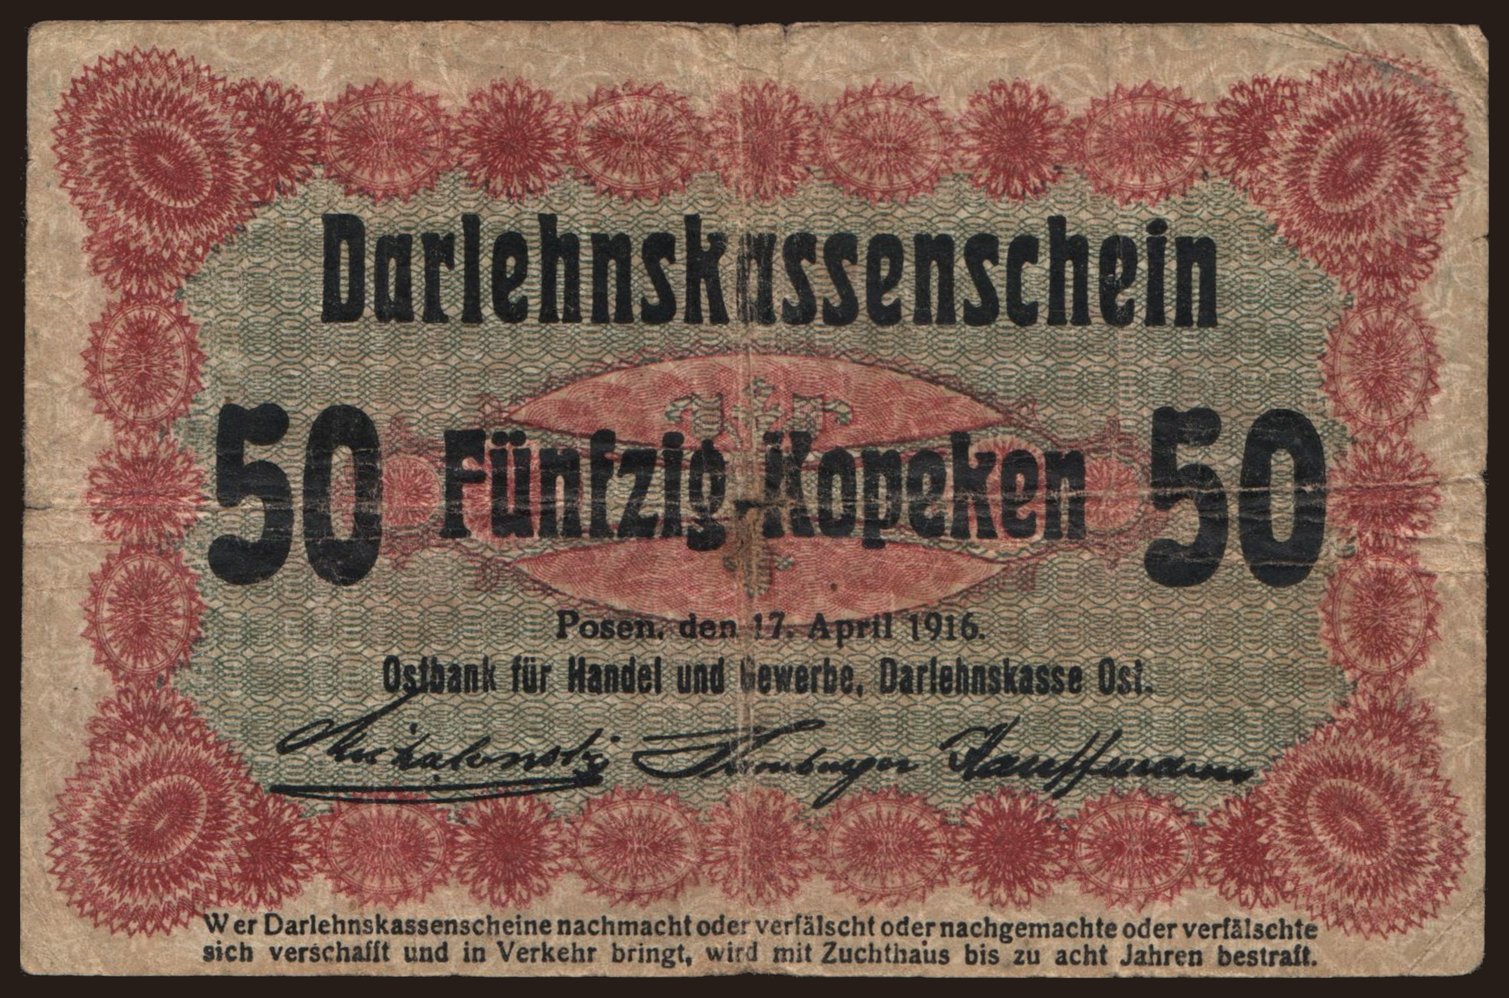 Darlehnskassenschein
50 Fünfzig Kopeken 50
Posen, den 17. April 1916.
Ostbank für Handel und Gewerbe, Darlehnskasse Ost.
Kauffmann
Wer Darlehnskassenscheine nachmacht oder verfälscht oder nachgemachte oder verfälschte
sich verschafft und in Verkehr bringt, wird mit Zuchthaus bis zu acht Jahren bestraft.